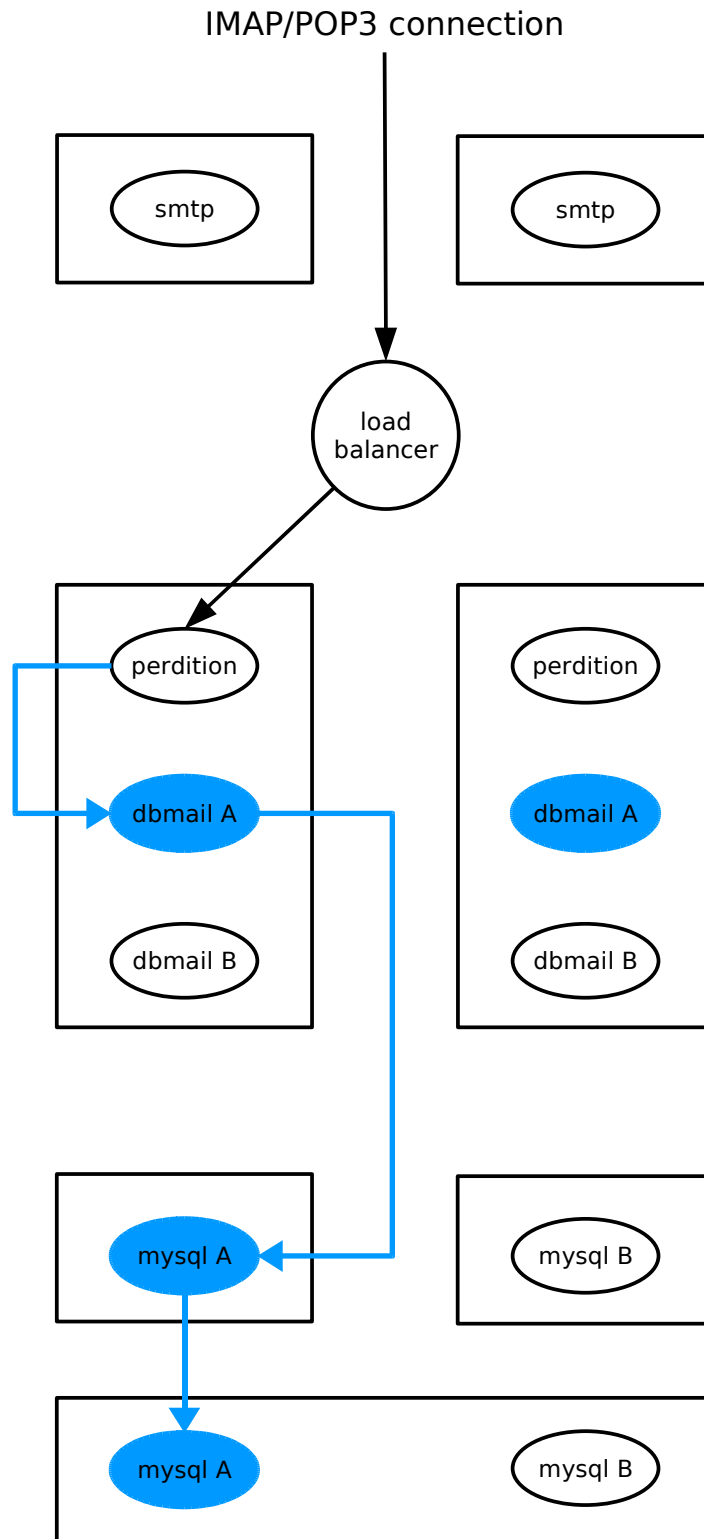 IMAP/POP3 connection
smtp
smtp
load
balancer
perdition
perdition
dbmail A
dbmail A
dbmail B
dbmail B
mysql A
mysql B
mysql A
mysql B